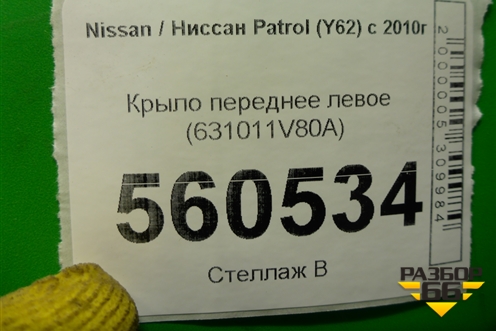 Nissan / Ниссан Patrol (Y62) с 2010г
Крыло переднее левое
(631011V80A)
560534
Стеллаж В
2000005309984
РАЗБОР
66